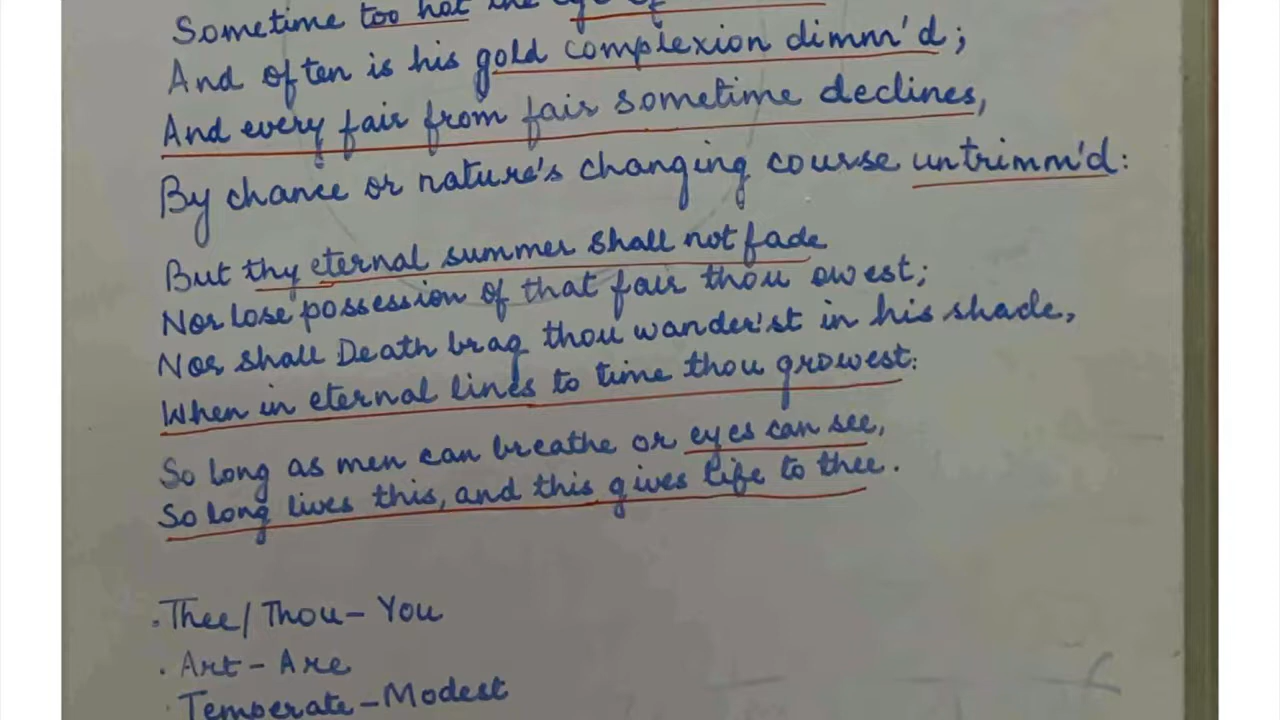 Sometime too hot the eye of
And often is his gold complexion dimm'd;
And every fair from fair sometime declines,
By chance or nature's changing course untrimm'd:
But thy eternal summer shall not fade
Nor lose possession of that fair thou owest;
Nor shall Death brag thou wander'st in his shade,
When in eternal lines to time thou growest:
So long as men can breathe or eyes can see,
So long lives this, and this gives life to thee.
. Thee/Thou - You
. Art - Are
. Temperate - Modest